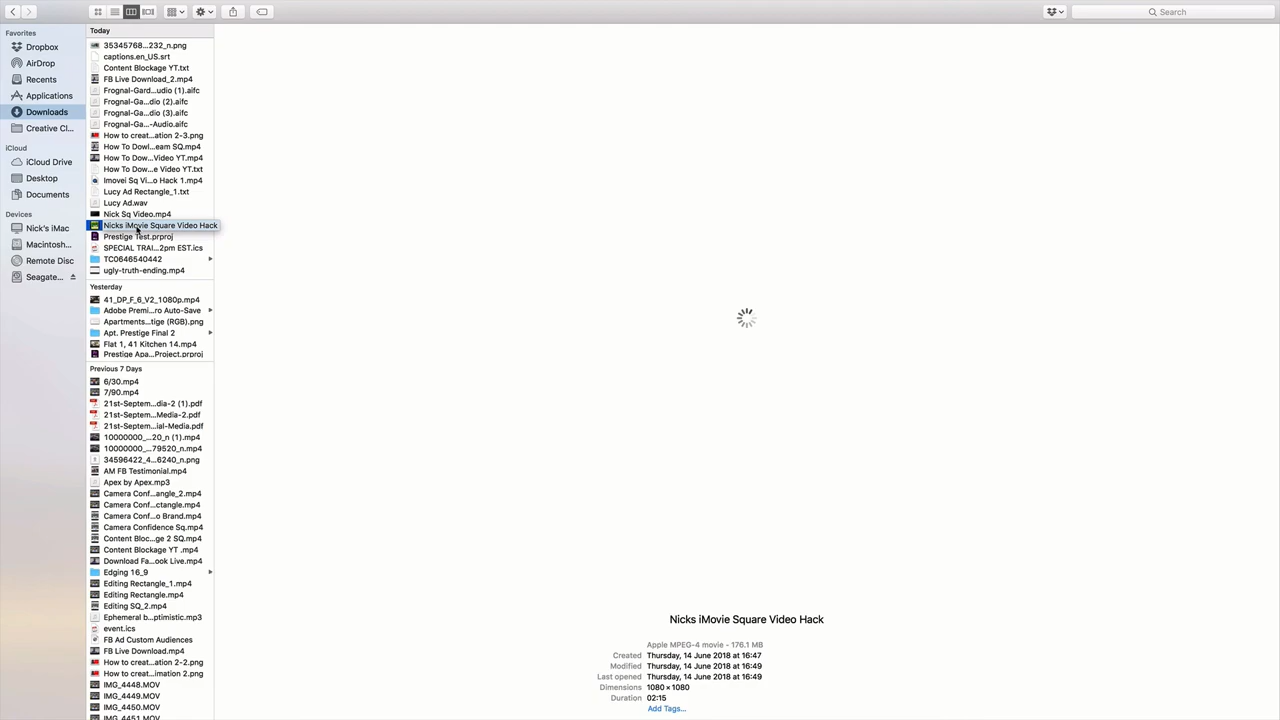 Search
Favorites
Dropbox
AirDrop
Recents
Applications
Downloads
Creative Cl...
iCloud
iCloud Drive
Desktop
Documents
Devices
Nick's iMac
Macintosh...
Remote Disc
Seagate...
Today
35345768...232_n.png
captions.en_US.srt
Content Blockage YT.txt
FB Live Download_2.mp4
Frognal-Gard...udio (1).aifc
Frognal-Ga...dio (2).aifc
Frognal-Ga...dio (3).aifc
Frognal-Ga...-Audio.aifc
How to creat...ation 2-3.png
How To Dowl...eam SQ.mp4
How To Dow...Video YT.mp4
How To Dow...e Video YT.txt
Imovei Sq Vi...o Hack 1.mp4
Lucy Ad Rectangle_1.txt
Lucy Ad.wav
Nick Sq Video.mp4
Nicks iMovie Square Video Hack
Prestige Test.prproj
SPECIAL TRAI...2pm EST.ics
TC0646540442
ugly-truth-ending.mp4
Yesterday
41_DP_F_6_V2_1080p.mp4
Adobe Premi...ro Auto-Save
Apartments...tige (RGB).png
Apt. Prestige Final 2
Flat 1, 41 Kitchen 14.mp4
Prestige Apa...Project.prproj
Previous 7 Days
6/30.mp4
7/90.mp4
21st-Septem...dia-2 (1).pdf
21st-Septem...Media-2.pdf
21st-Septem...ial-Media.pdf
10000000_...20_n (1).mp4
10000000_...79520_n.mp4
34596422_4...6240_n.png
AM FB Testimonial.mp4
Apex by Apex.mp3
Camera Conf...angle_2.mp4
Camera Conf...ctangle.mp4
Camera Conf...o Brand.mp4
Camera Confidence Sq.mp4
Content Bloc...ge 2 SQ.mp4
Content Blockage YT .mp4
Download Fa...ook Live.mp4
Edging 16_9
Editing Rectangle_1.mp4
Editing Rectangle.mp4
Editing SQ_2.mp4
Ephemeral b...ptimistic.mp3
event.ics
FB Ad Custom Audiences
FB Live Download.mp4
How to creat...ation 2-2.png
How to creat...imation 2.png
IMG_4448.MOV
IMG_4449.MOV
IMG_4450.MOV
IMG_4451.MOV
Nicks iMovie Square Video Hack
Apple MPEG-4 movie - 176.1 MB
Created Thursday, 14 June 2018 at 16:47
Modified Thursday, 14 June 2018 at 16:49
Last opened Thursday, 14 June 2018 at 16:49
Dimensions 1080 × 1080
Duration 02:15
Add Tags...